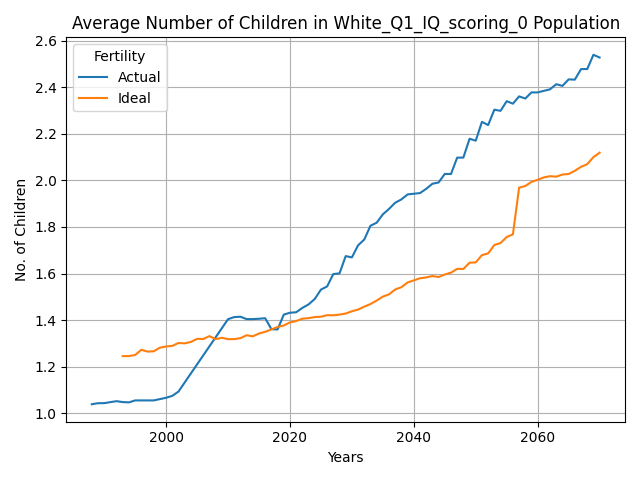 Average Number of Children in White_Q1_IQ_scoring_0 Population
Fertility
Actual
Ideal
No. of Children
2.6
2.4
2.2
2.0
1.8
1.6
1.4
1.2
1.0
2000 2020 2040 2060
Years